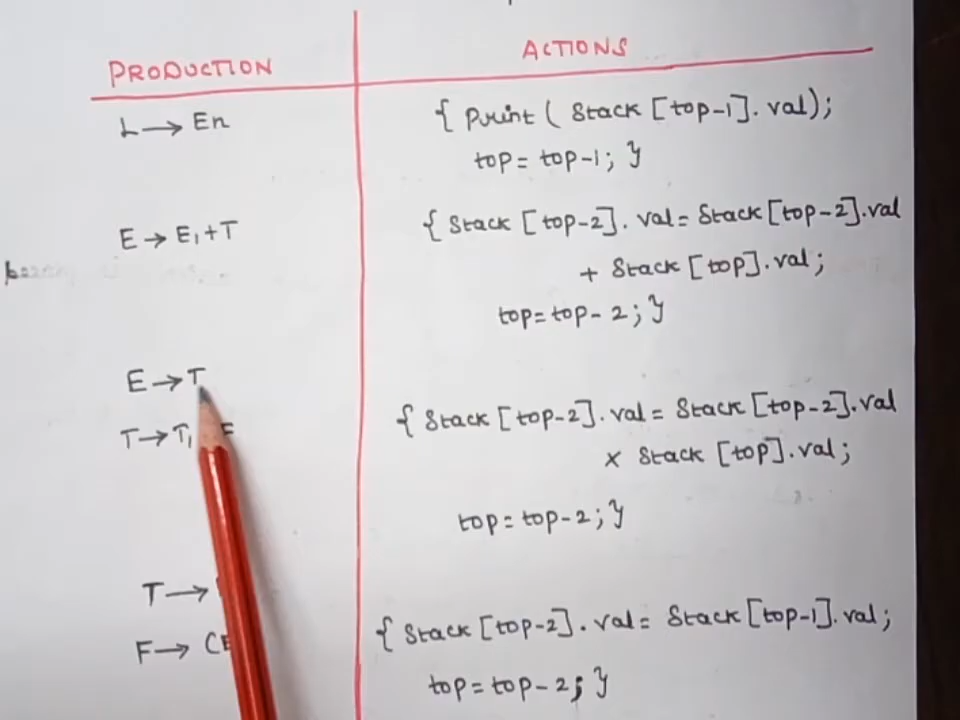 PRODUCTION ACTIONS
L → En { Print ( Stack [top-1]. val);
top = top-1; }
E → E₁ + T { Stack [top-2]. val = Stack [top-2].val
+ Stack [top].val;
top = top - 2 ; }
E → T
T → T₁ F { Stack [top-2]. val = Stack [top-2].val
× Stack [top]. val;
top = top-2 ; }
T →
F → (E { Stack [top-2]. val = Stack [top-1]. val;
top = top-2; }